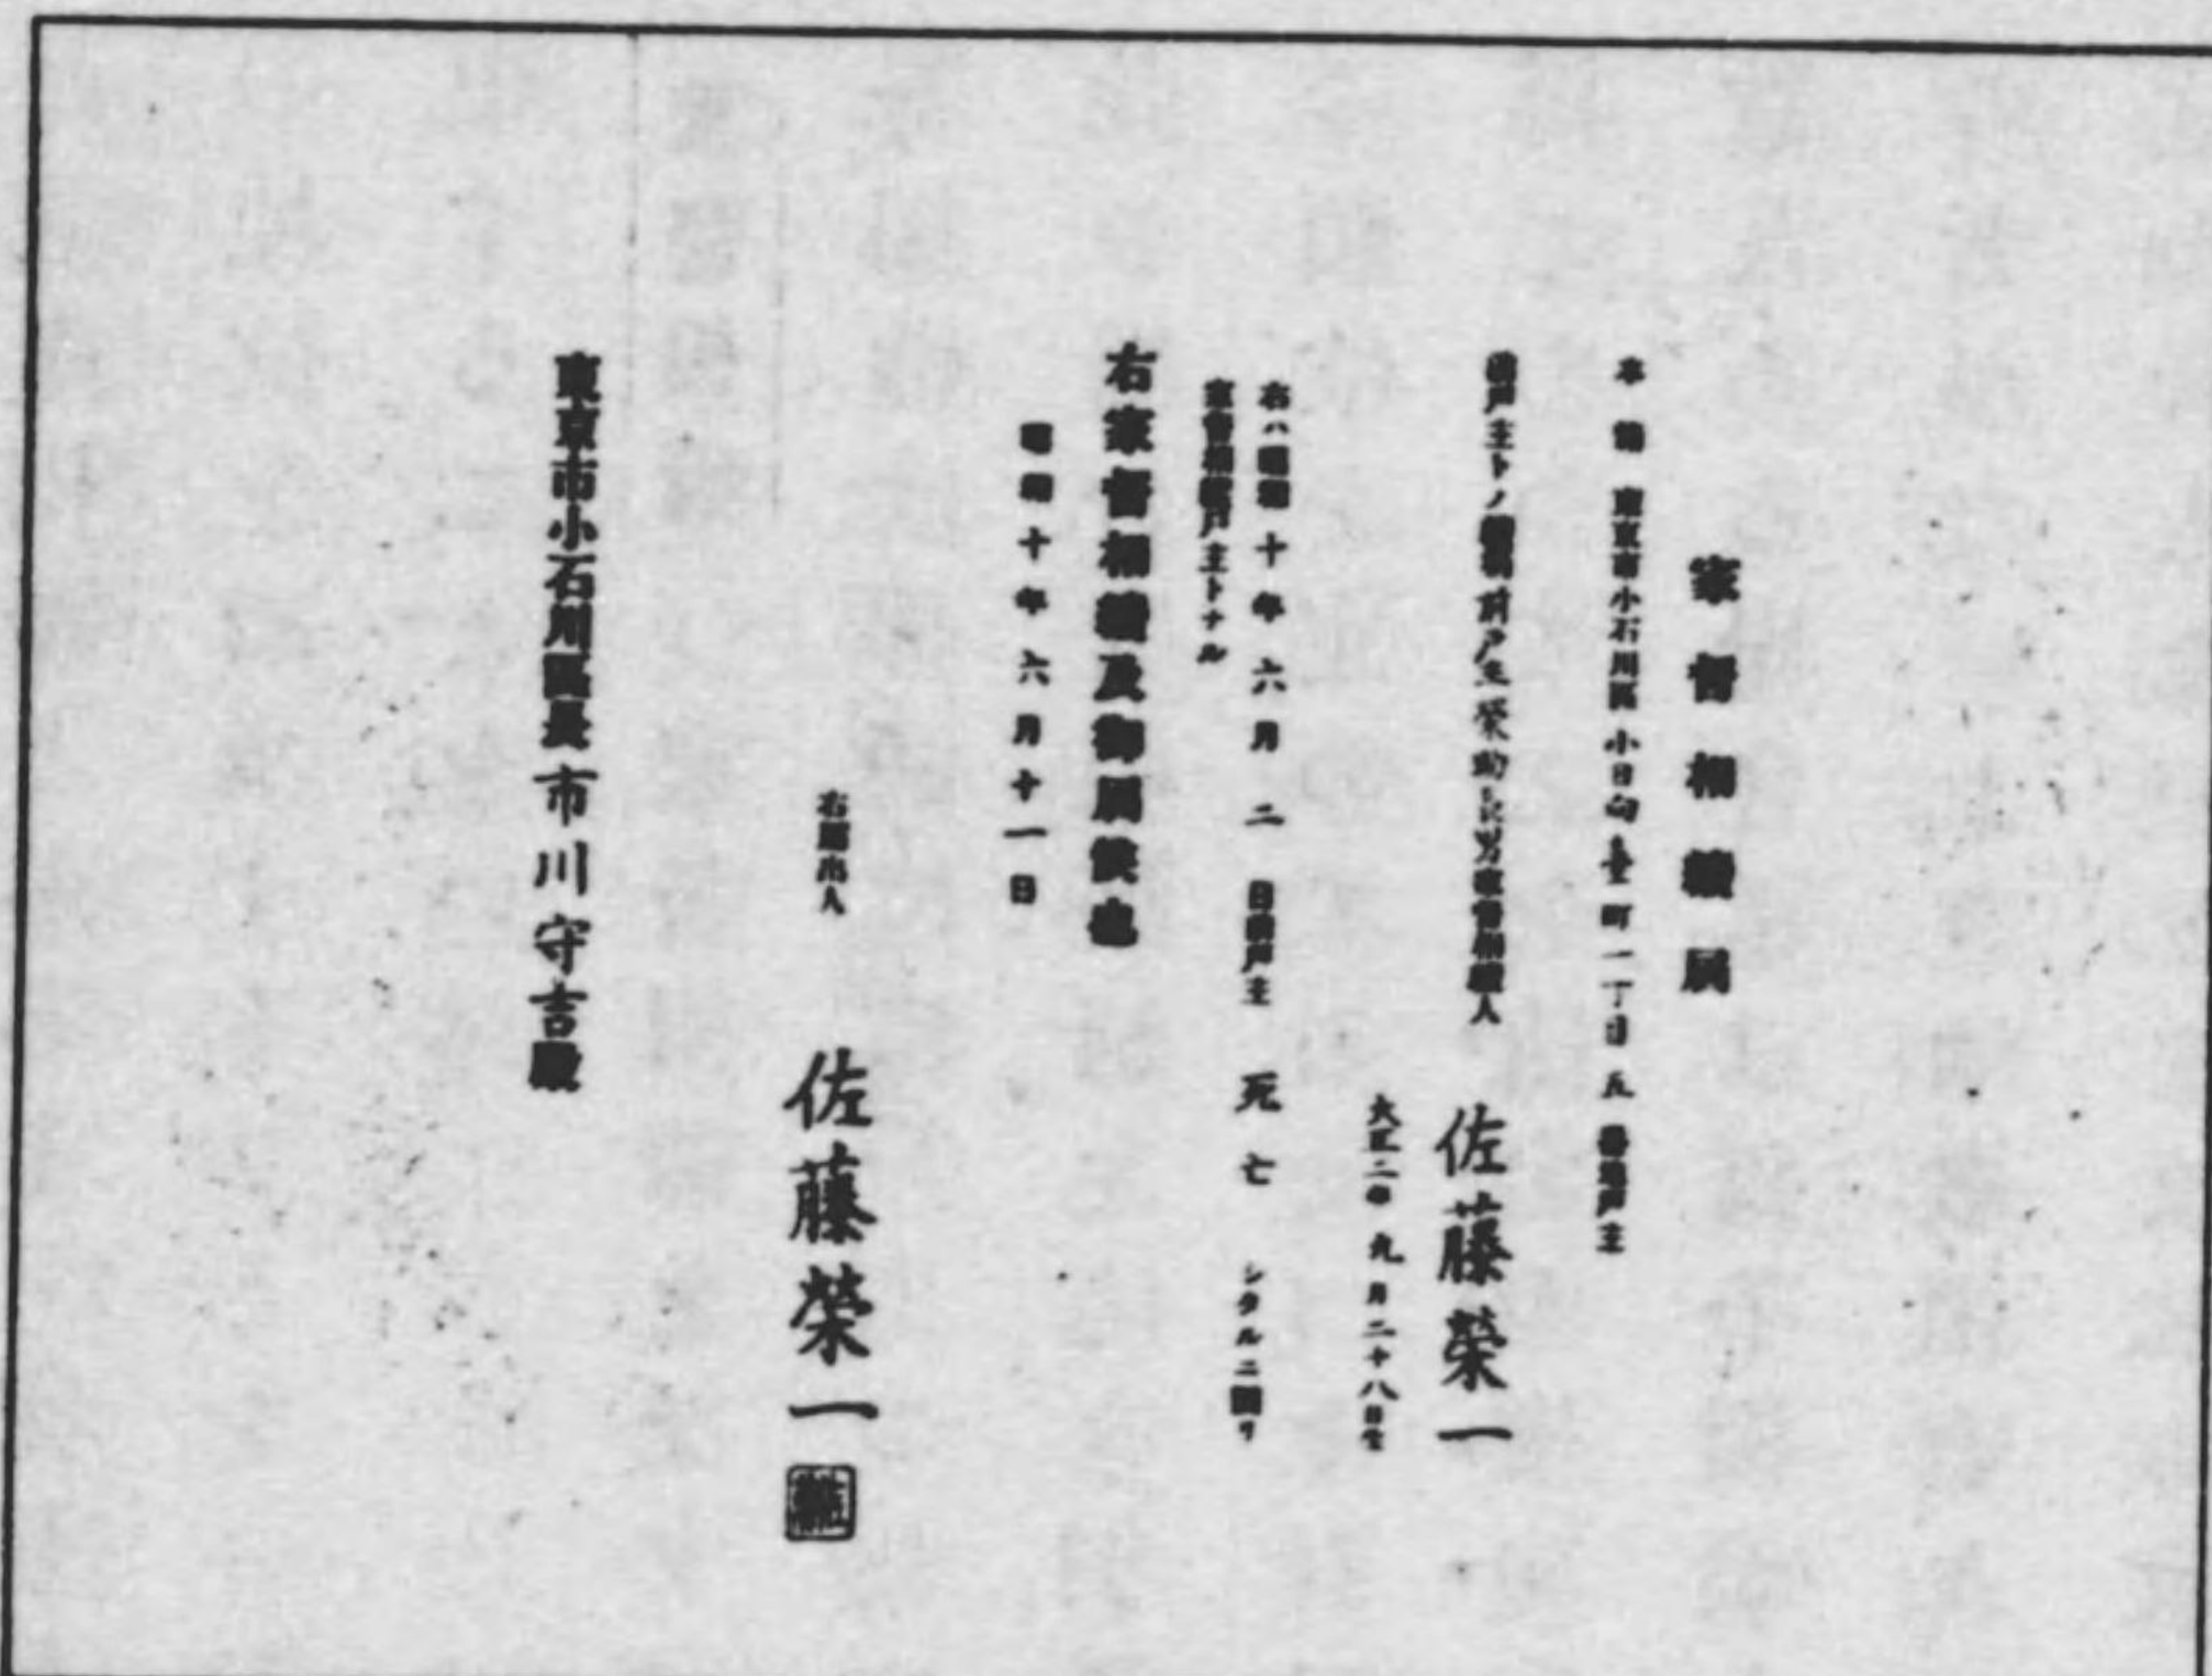 家督相續屆
本籍 東京市小石川區小日向臺町一丁目五番地戸主
前戸主トノ續柄前戸主榮助長男家督相續人
佐藤榮一
大正二年九月二十八日生
右ハ昭和十年六月二日前戸主死亡シタルニ因リ
家督相續戸主トナル
右家督相續及御屆候也
昭和十年六月十一日
右屆出人
佐藤榮一
東京市小石川區長市川守吉殿